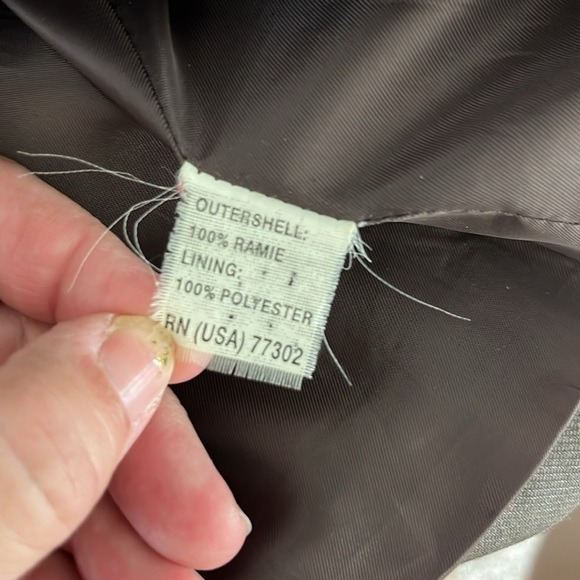 OUTERSHELL:
100% RAMIE
LINING:
100% POLYESTER
RN (USA) 77302